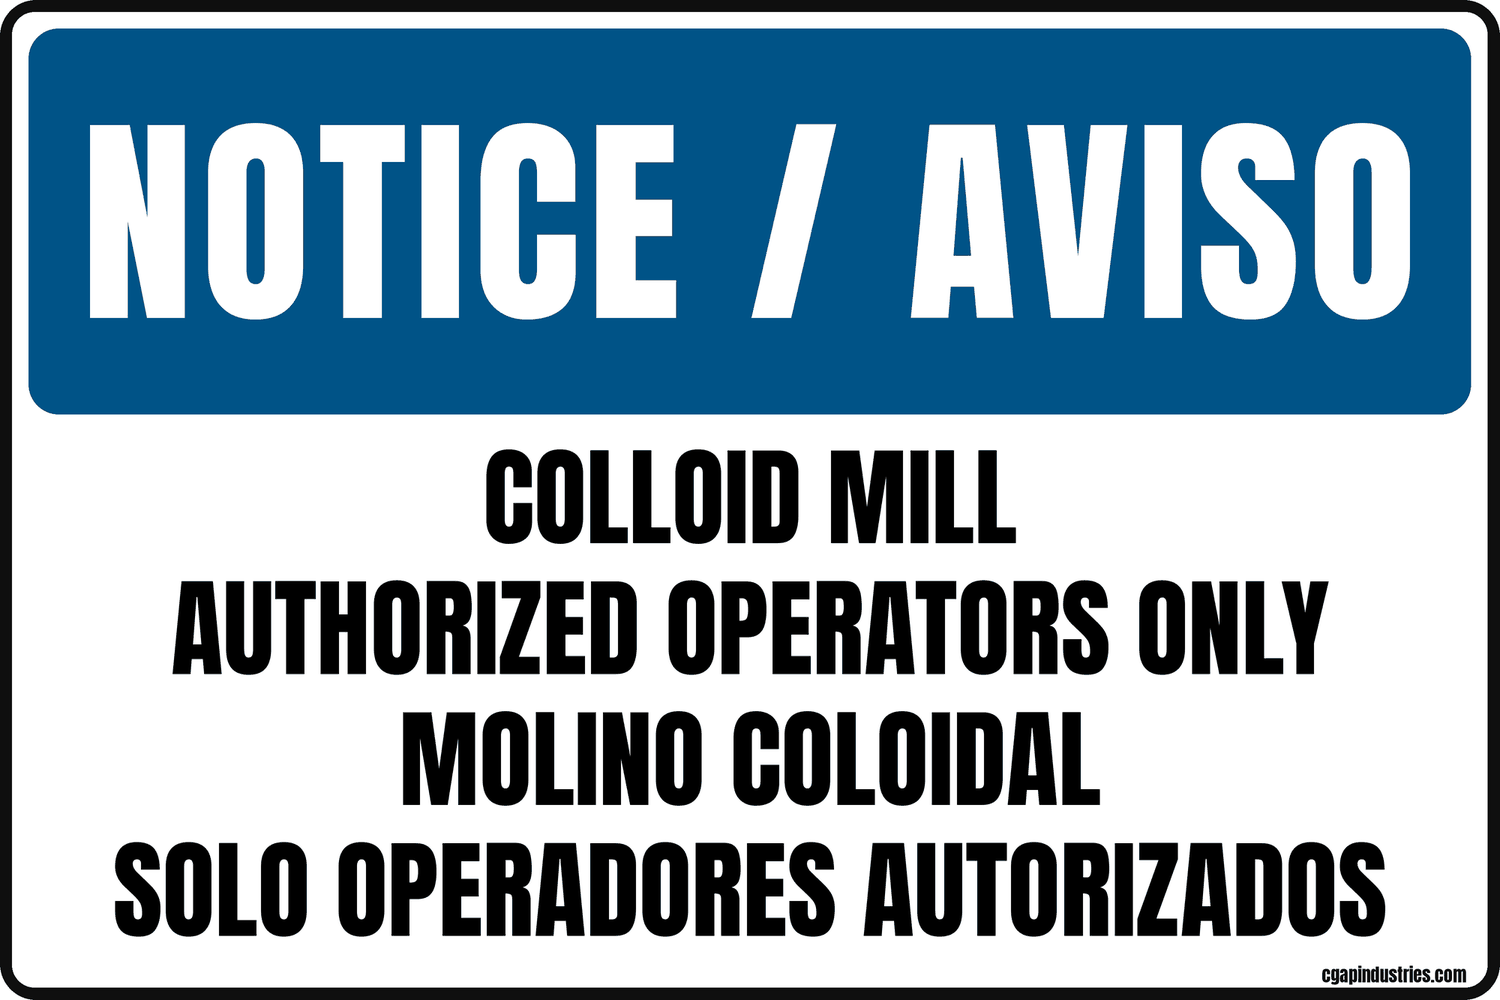 NOTICE / AVISO
COLLOID MILL
AUTHORIZED OPERATORS ONLY
MOLINO COLOIDAL
SOLO OPERADORES AUTORIZADOS
cgapindustries.com